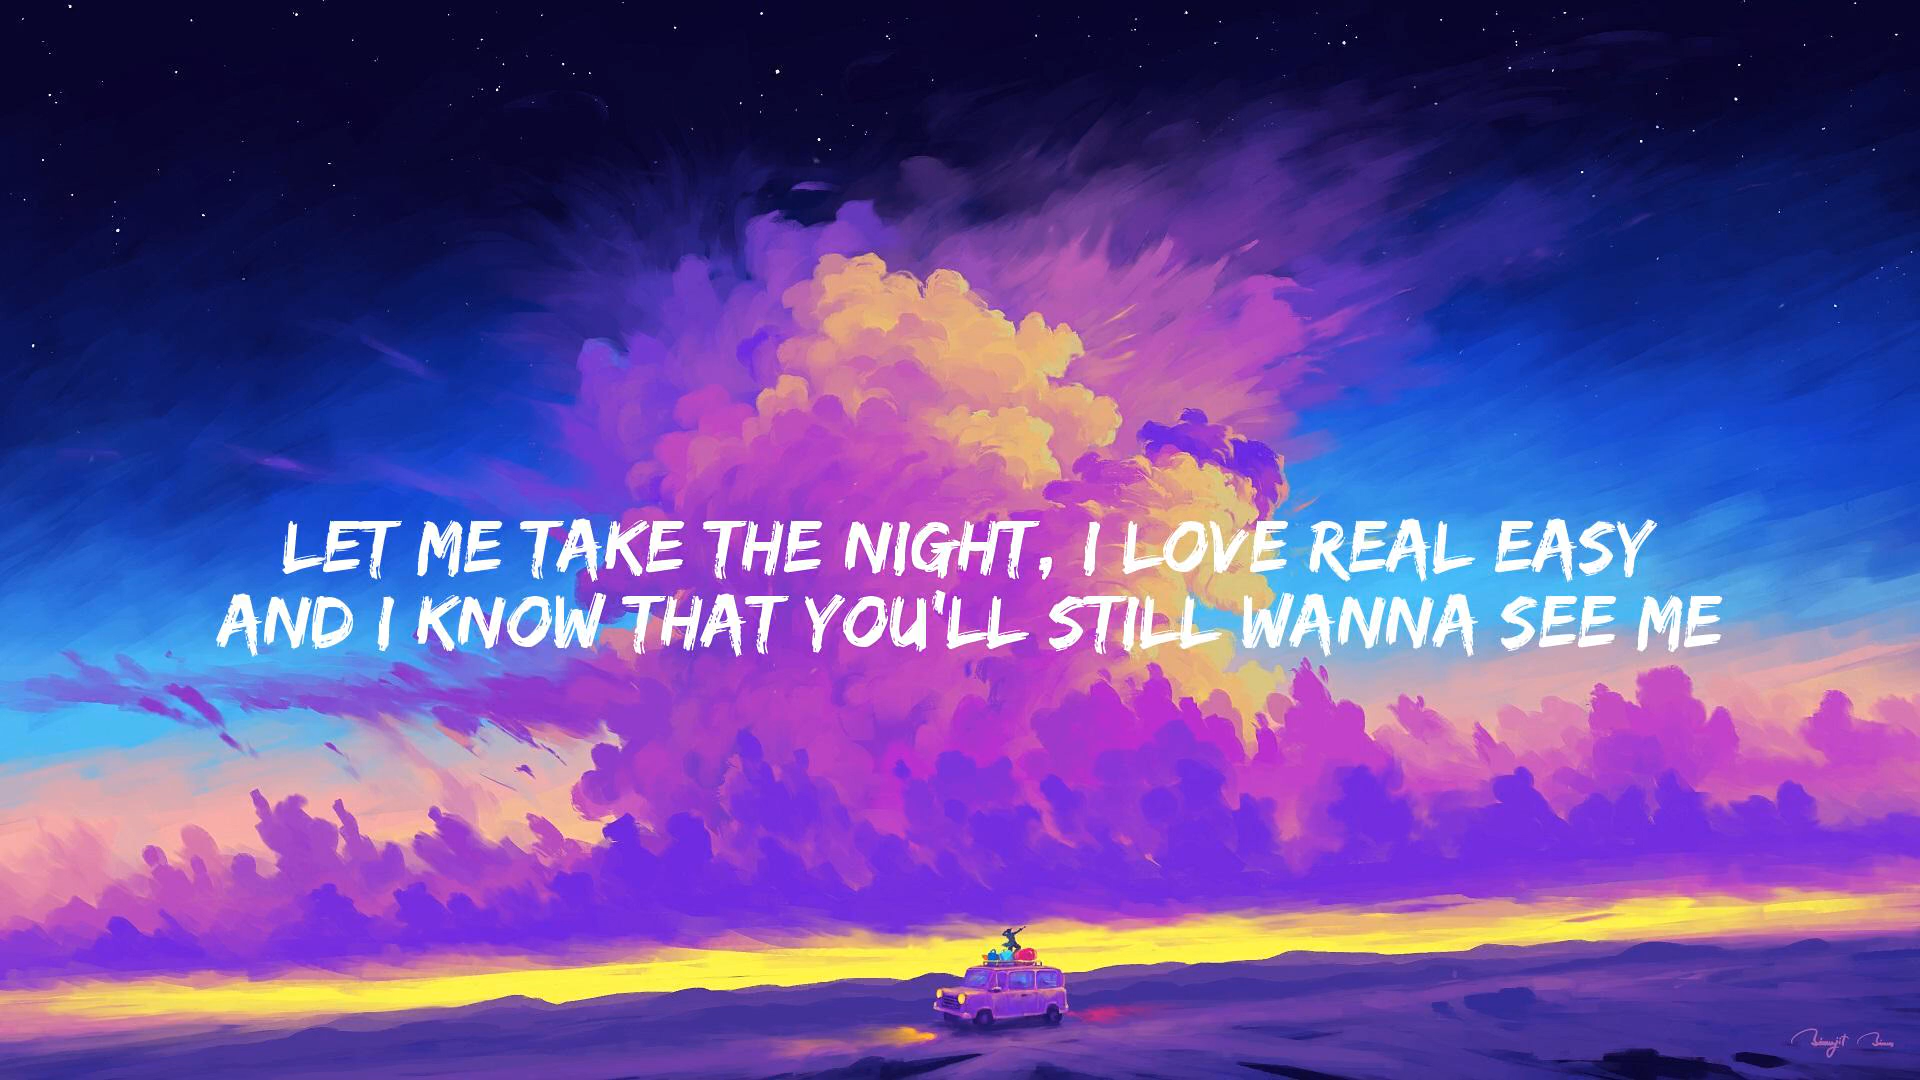 LET ME TAKE THE NIGHT, I LOVE REAL EASY
AND I KNOW THAT YOU'LL STILL WANNA SEE ME